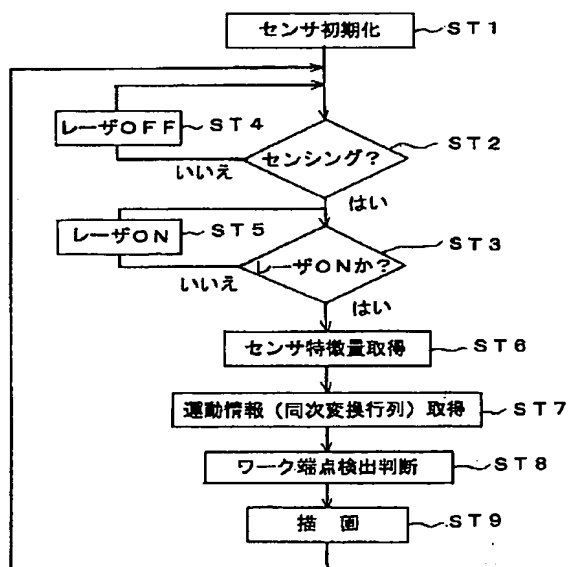 センサ初期化 ST1
レーザOFF ST4
センシング? ST2
いいえ
はい
レーザON ST5
レーザONか? ST3
いいえ
はい
センサ特徴量取得 ST6
運動情報(同次変換行列)取得 ST7
ワーク端点検出判断 ST8
描画 ST9